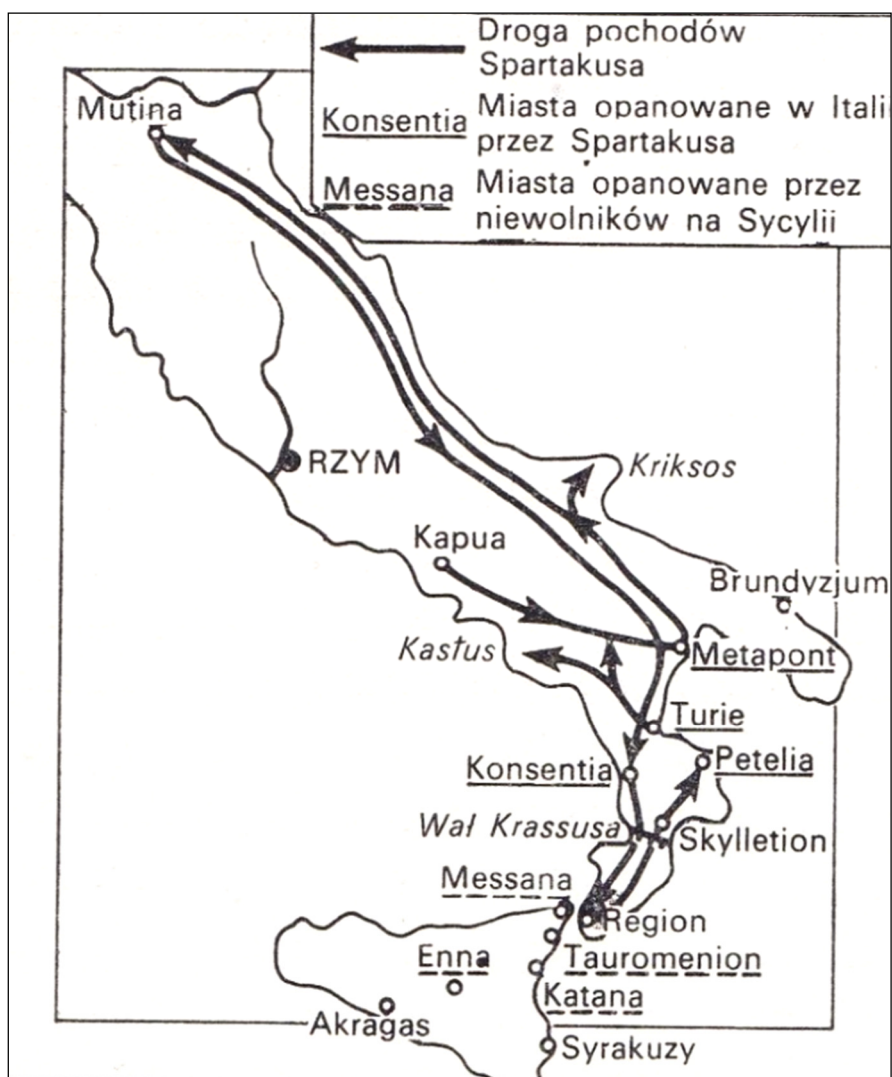 Droga pochodów
Spartakusa
Konsentia
Miasta opanowane w Itali
przez Spartakusa
Messana
Miasta opanowane przez
niewolników na Sycylii
Mutina
RZYM
Kriksos
Kapua
Brundyzjum
Kastus
Metapont
Turie
Petelia
Konsentia
Wał Krassusa
Skylletion
Messana
Region
Enna
Tauromenion
Katana
Akragas
Syrakuzy